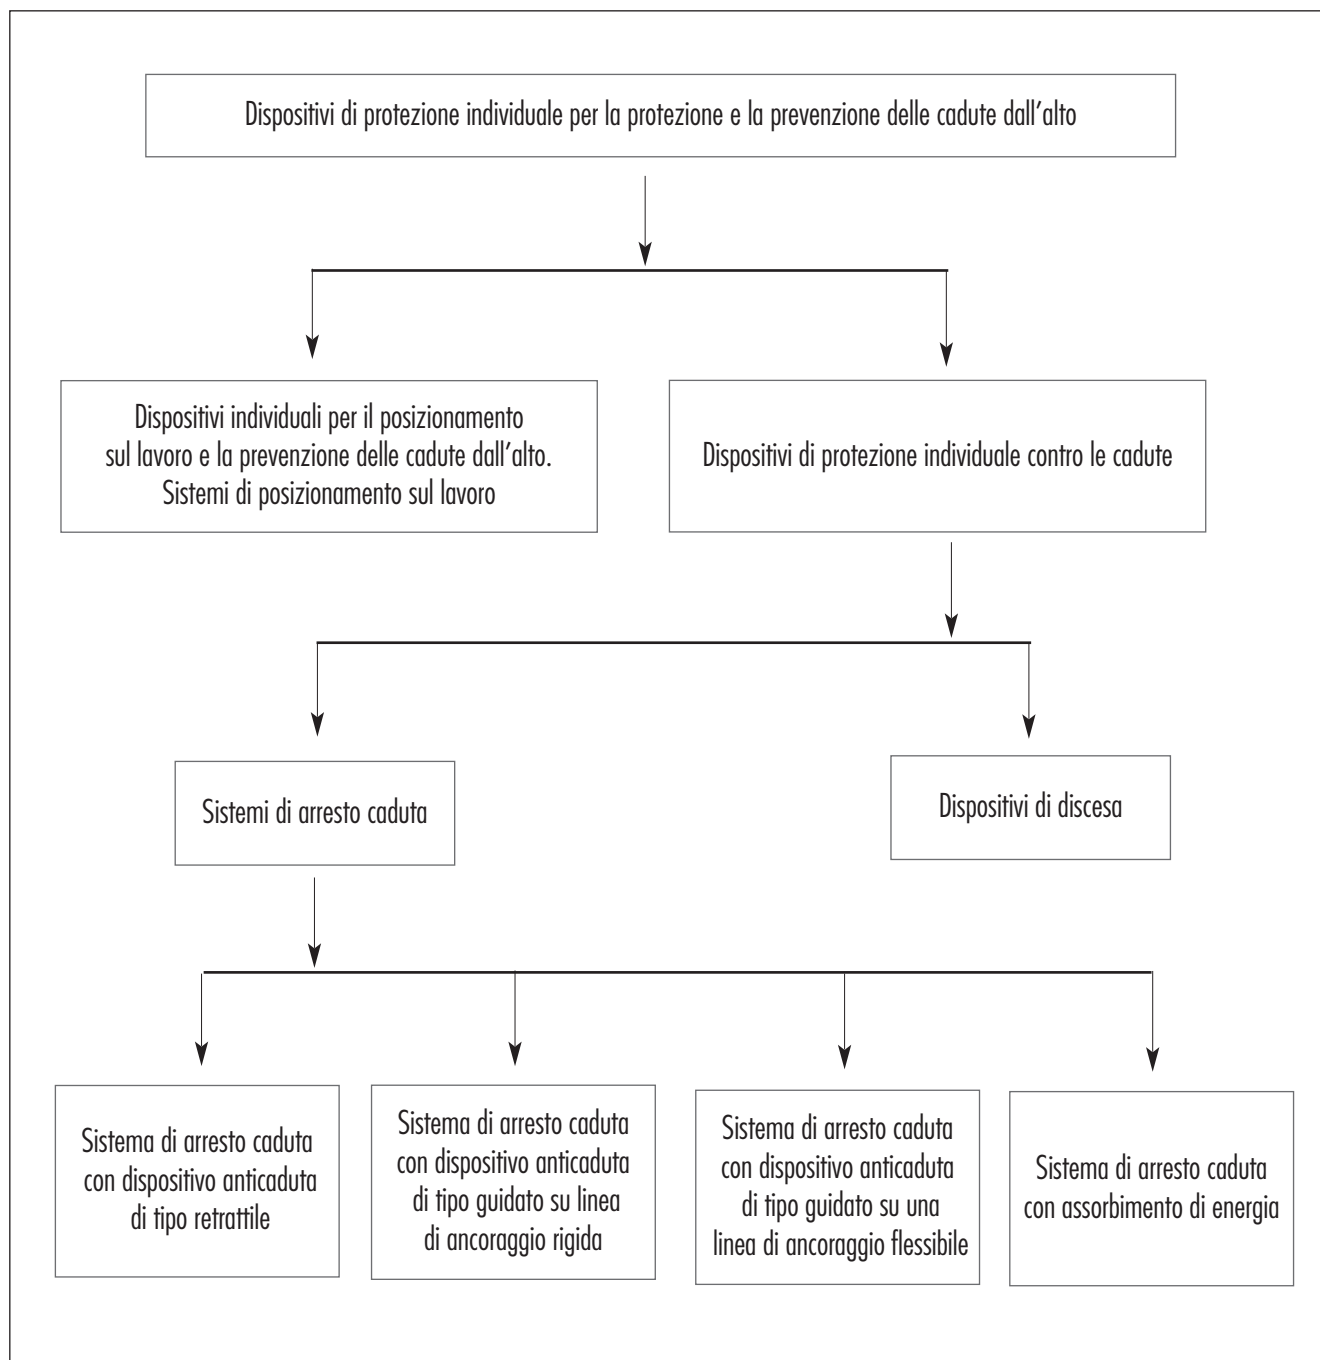 Dispositivi di protezione individuale per la protezione e la prevenzione delle cadute dall'alto
Dispositivi individuali per il posizionamento
sul lavoro e la prevenzione delle cadute dall'alto.
Sistemi di posizionamento sul lavoro
Dispositivi di protezione individuale contro le cadute
Sistemi di arresto caduta
Dispositivi di discesa
Sistema di arresto caduta
con dispositivo anticaduta
di tipo retrattile
Sistema di arresto caduta
con dispositivo anticaduta
di tipo guidato su linea
di ancoraggio rigida
Sistema di arresto caduta
con dispositivo anticaduta
di tipo guidato su una
linea di ancoraggio flessibile
Sistema di arresto caduta
con assorbimento di energia